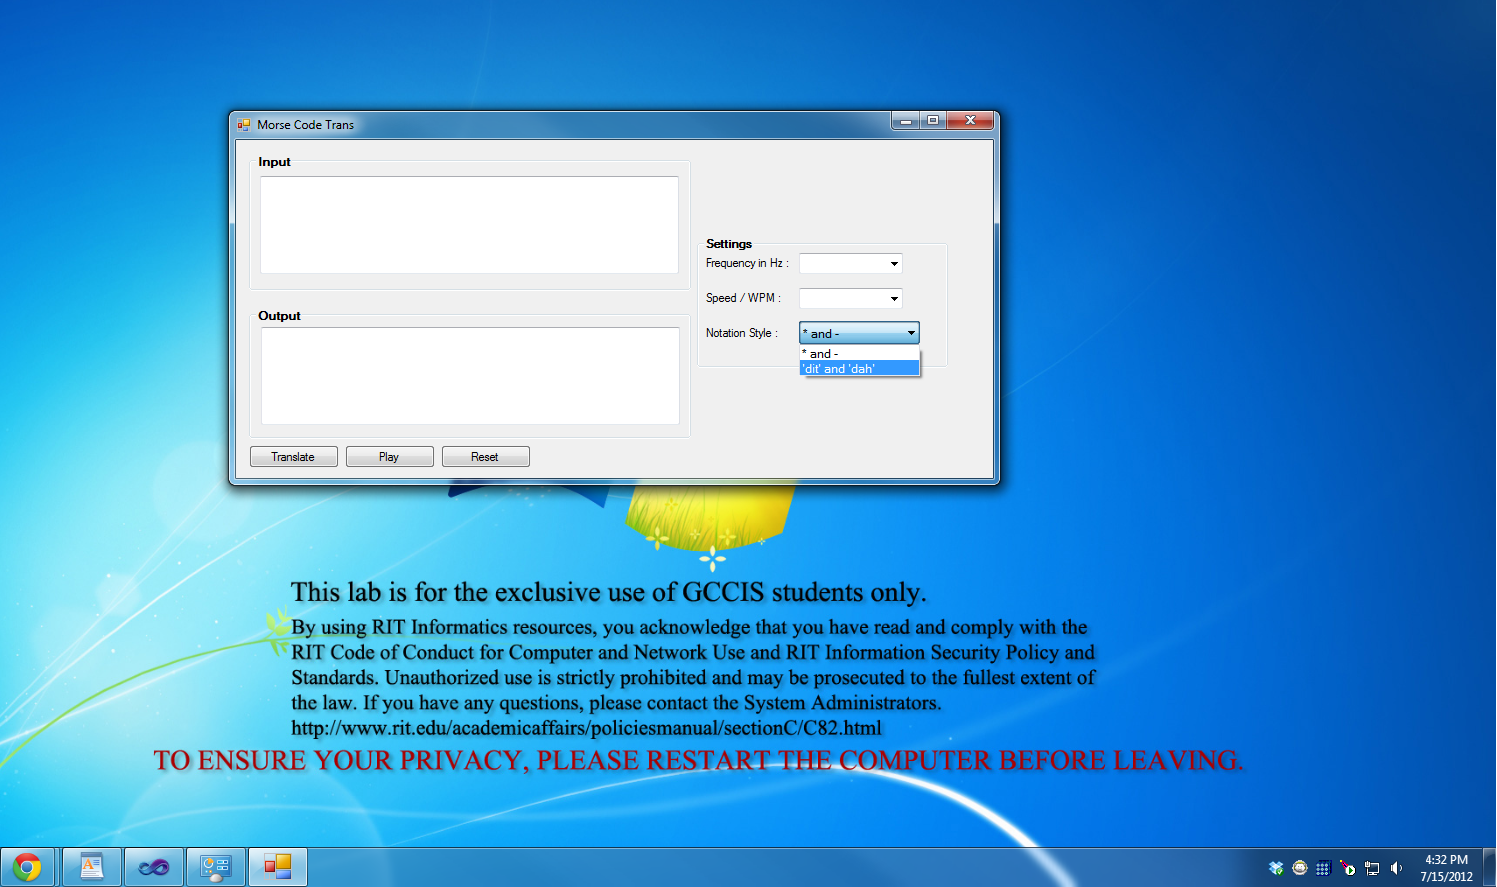 Morse Code Trans
Input
Settings
Frequency in Hz :
Speed / WPM :
Output
Notation Style :
* and -
* and -
'dit' and 'dah'
Translate
Play
Reset
This lab is for the exclusive use of GCCIS students only.
By using RIT Informatics resources, you acknowledge that you have read and comply with the
RIT Code of Conduct for Computer and Network Use and RIT Information Security Policy and
Standards. Unauthorized use is strictly prohibited and may be prosecuted to the fullest extent of
the law. If you have any questions, please contact the System Administrators.
http://www.rit.edu/academicaffairs/policiesmanual/sectionC/C82.html
TO ENSURE YOUR PRIVACY, PLEASE RESTART THE COMPUTER BEFORE LEAVING.
4:32 PM
7/15/2012